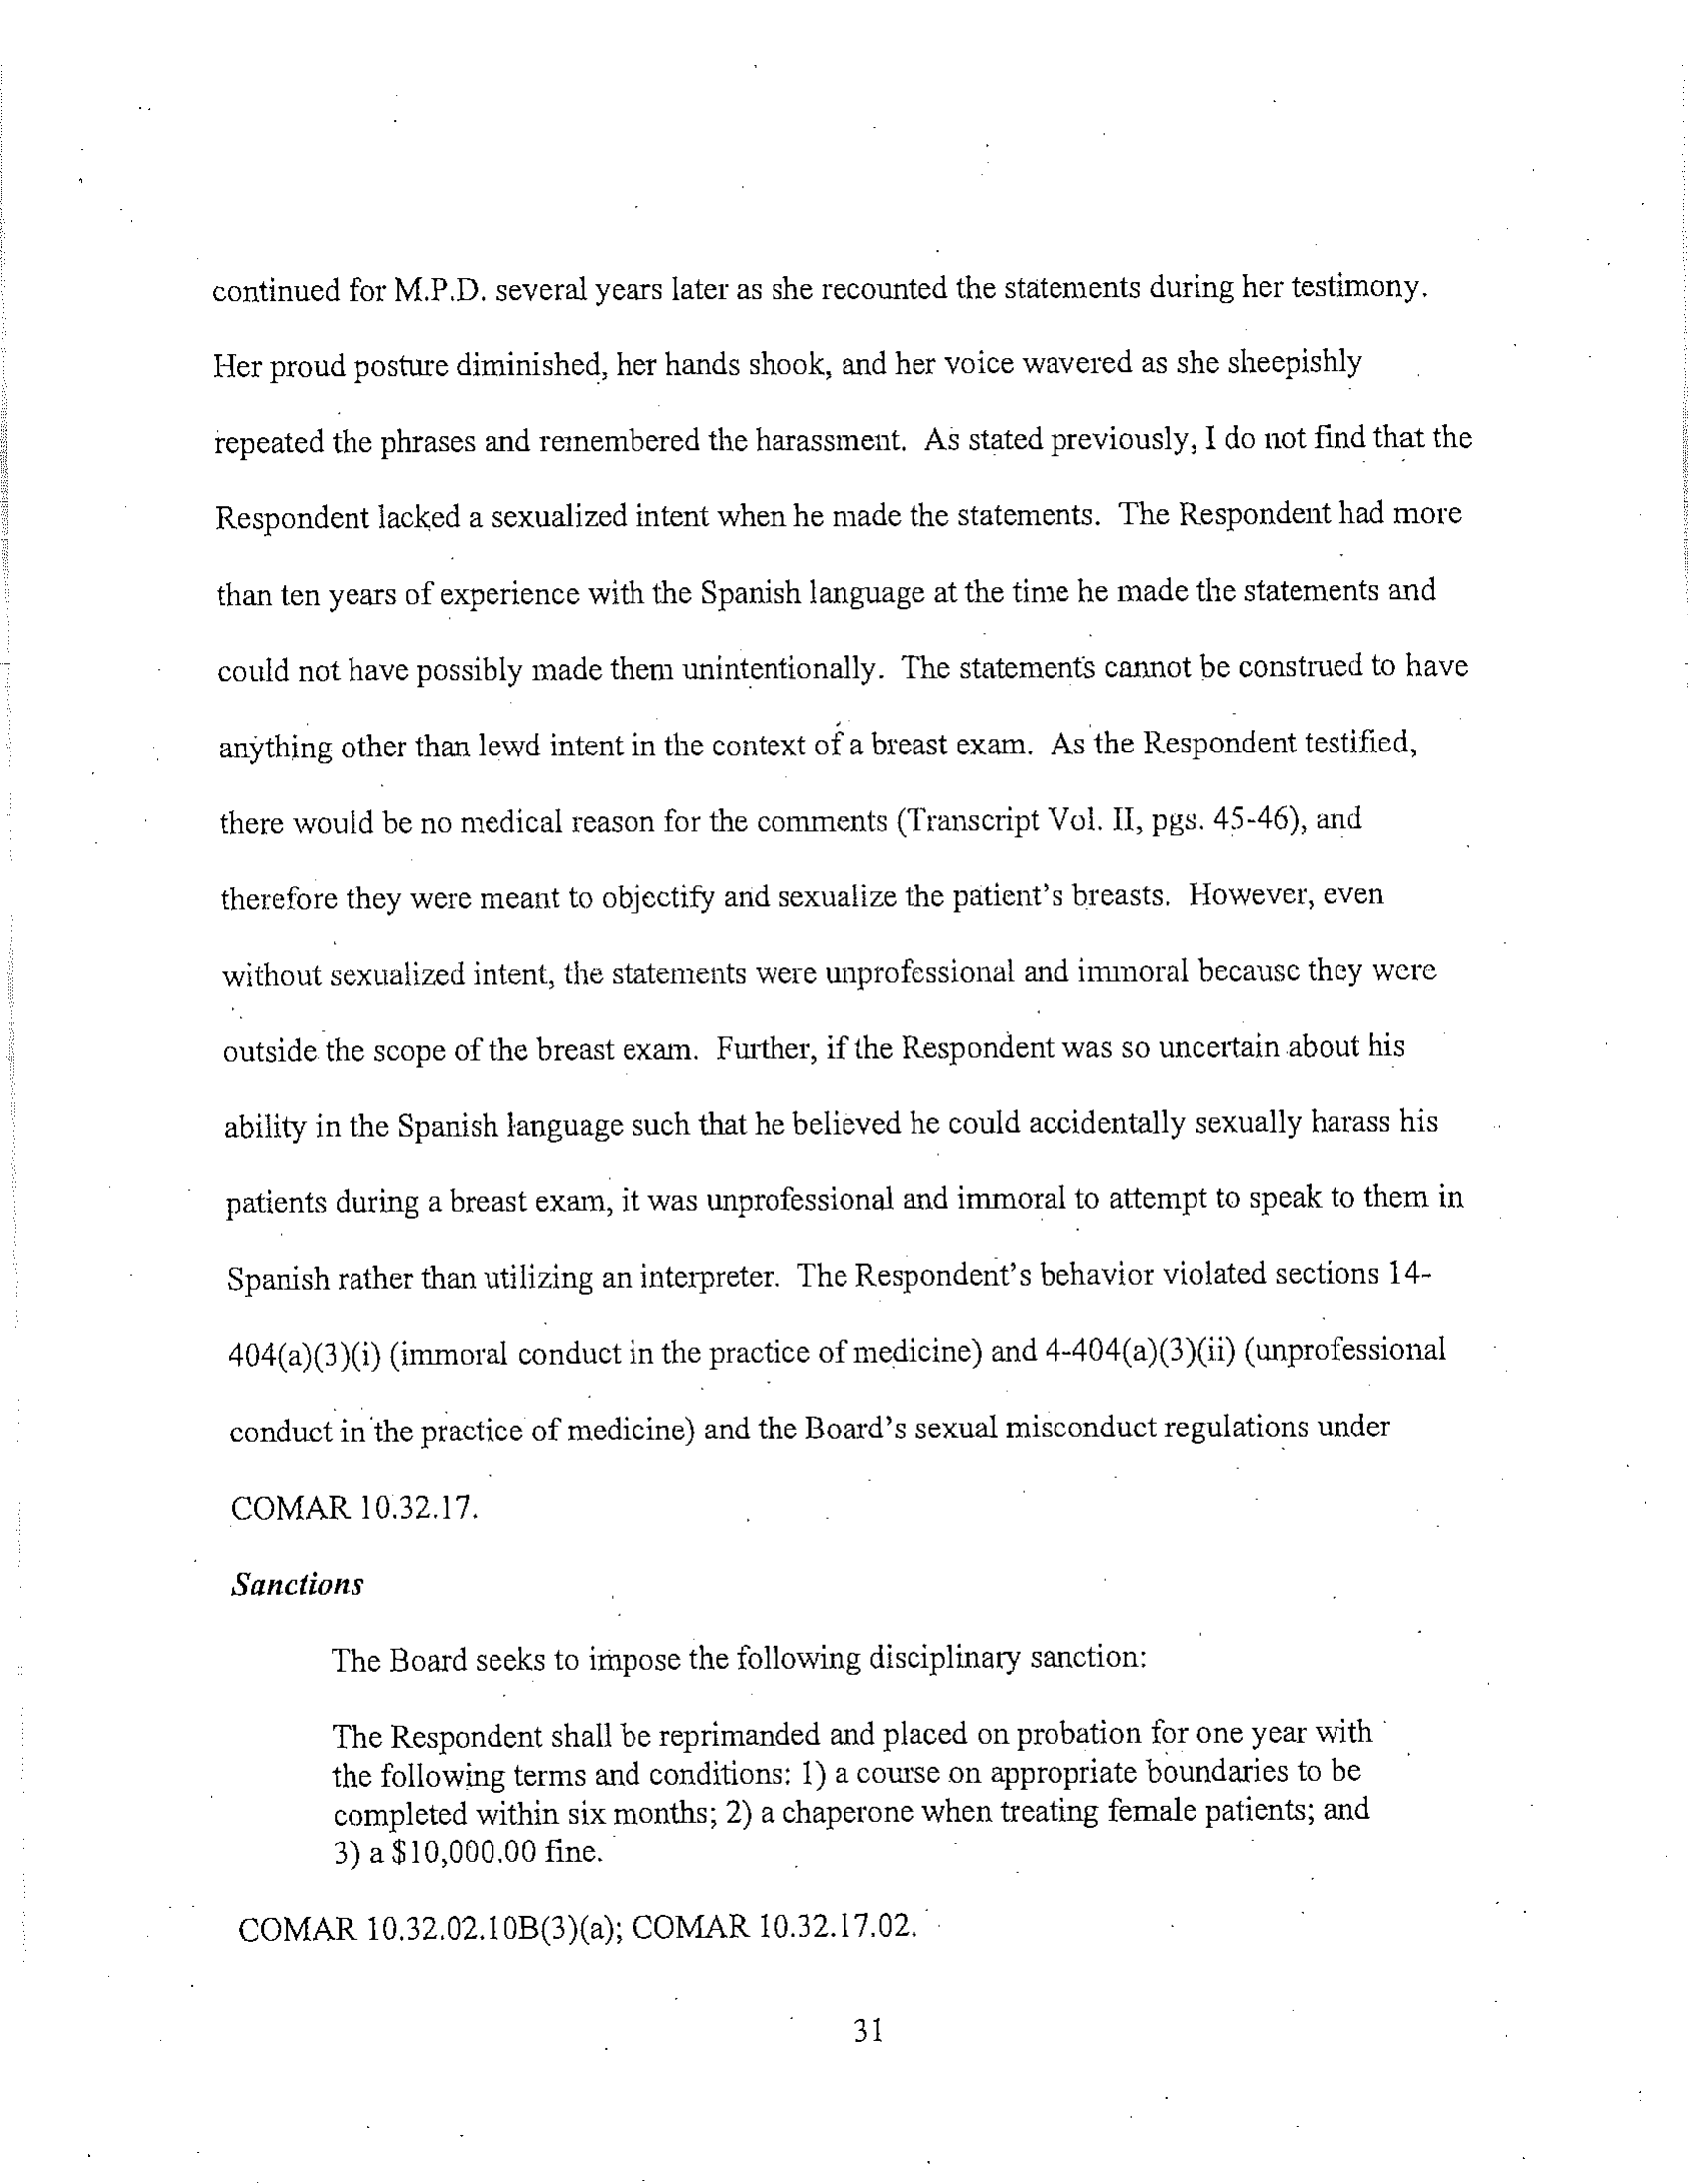 continued for M.P.D. several years later as she recounted the statements during her testimony.
Her proud posture diminished, her hands shook, and her voice wavered as she sheepishly
repeated the phrases and remembered the harassment. As stated previously, I do not find that the
Respondent lacked a sexualized intent when he made the statements. The Respondent had more
than ten years of experience with the Spanish language at the time he made the statements and
could not have possibly made them unintentionally. The statements cannot be construed to have
anything other than lewd intent in the context of a breast exam. As the Respondent testified,
there would be no medical reason for the comments (Transcript Vol. II, pgs. 45-46), and
therefore they were meant to objectify and sexualize the patient's breasts. However, even
without sexualized intent, the statements were unprofessional and immoral because they were
outside the scope of the breast exam. Further, if the Respondent was so uncertain about his
ability in the Spanish language such that he believed he could accidentally sexually harass his
patients during a breast exam, it was unprofessional and immoral to attempt to speak to them in
Spanish rather than utilizing an interpreter. The Respondent's behavior violated sections 14-
404(a)(3)(i) (immoral conduct in the practice of medicine) and 4-404(a)(3)(ii) (unprofessional
conduct in the practice of medicine) and the Board's sexual misconduct regulations under
COMAR 10.32.17.
Sanctions
The Board seeks to impose the following disciplinary sanction:
The Respondent shall be reprimanded and placed on probation for one year with
the following terms and conditions: 1) a course on appropriate boundaries to be
completed within six months; 2) a chaperone when treating female patients; and
3) a $10,000.00 fine.
COMAR 10.32.02.10B(3)(a); COMAR 10.32.17.02.
31